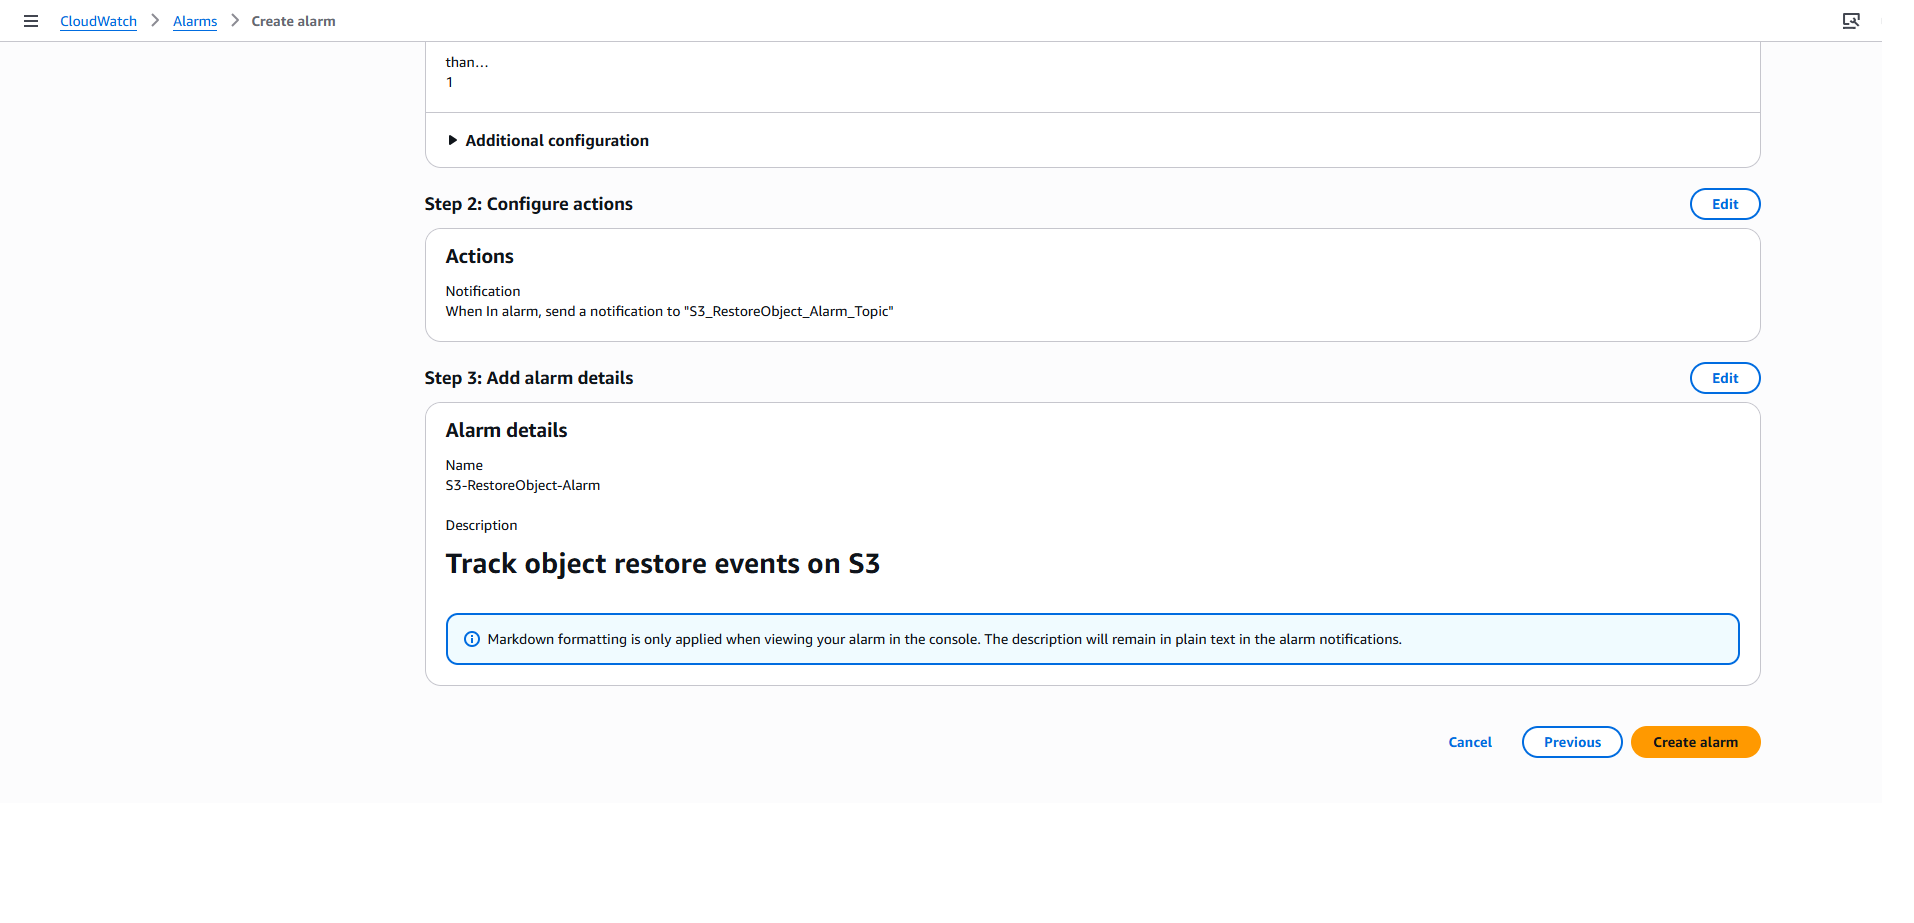 CloudWatch > Alarms > Create alarm
than...
1
Additional configuration
Step 2: Configure actions
Edit
Actions
Notification
When In alarm, send a notification to "S3_RestoreObject_Alarm_Topic"
Step 3: Add alarm details
Edit
Alarm details
Name
S3-RestoreObject-Alarm
Description
Track object restore events on S3
Markdown formatting is only applied when viewing your alarm in the console. The description will remain in plain text in the alarm notifications.
Cancel
Previous
Create alarm